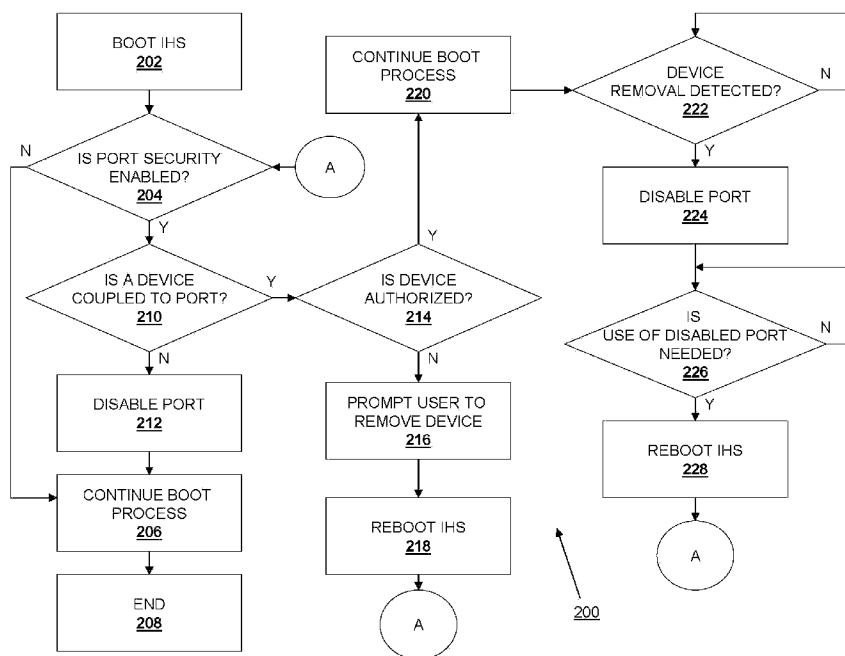 BOOT IHS
202
N
IS PORT SECURITY
ENABLED?
204
A
Y
IS A DEVICE
COUPLED TO PORT?
210
Y
N
DISABLE PORT
212
CONTINUE BOOT
PROCESS
206
END
208
CONTINUE BOOT
PROCESS
220
Y
IS DEVICE
AUTHORIZED?
214
N
PROMPT USER TO
REMOVE DEVICE
216
REBOOT IHS
218
A
DEVICE
REMOVAL DETECTED?
222
N
Y
DISABLE PORT
224
IS
USE OF DISABLED PORT
NEEDED?
226
N
Y
REBOOT IHS
228
A
200